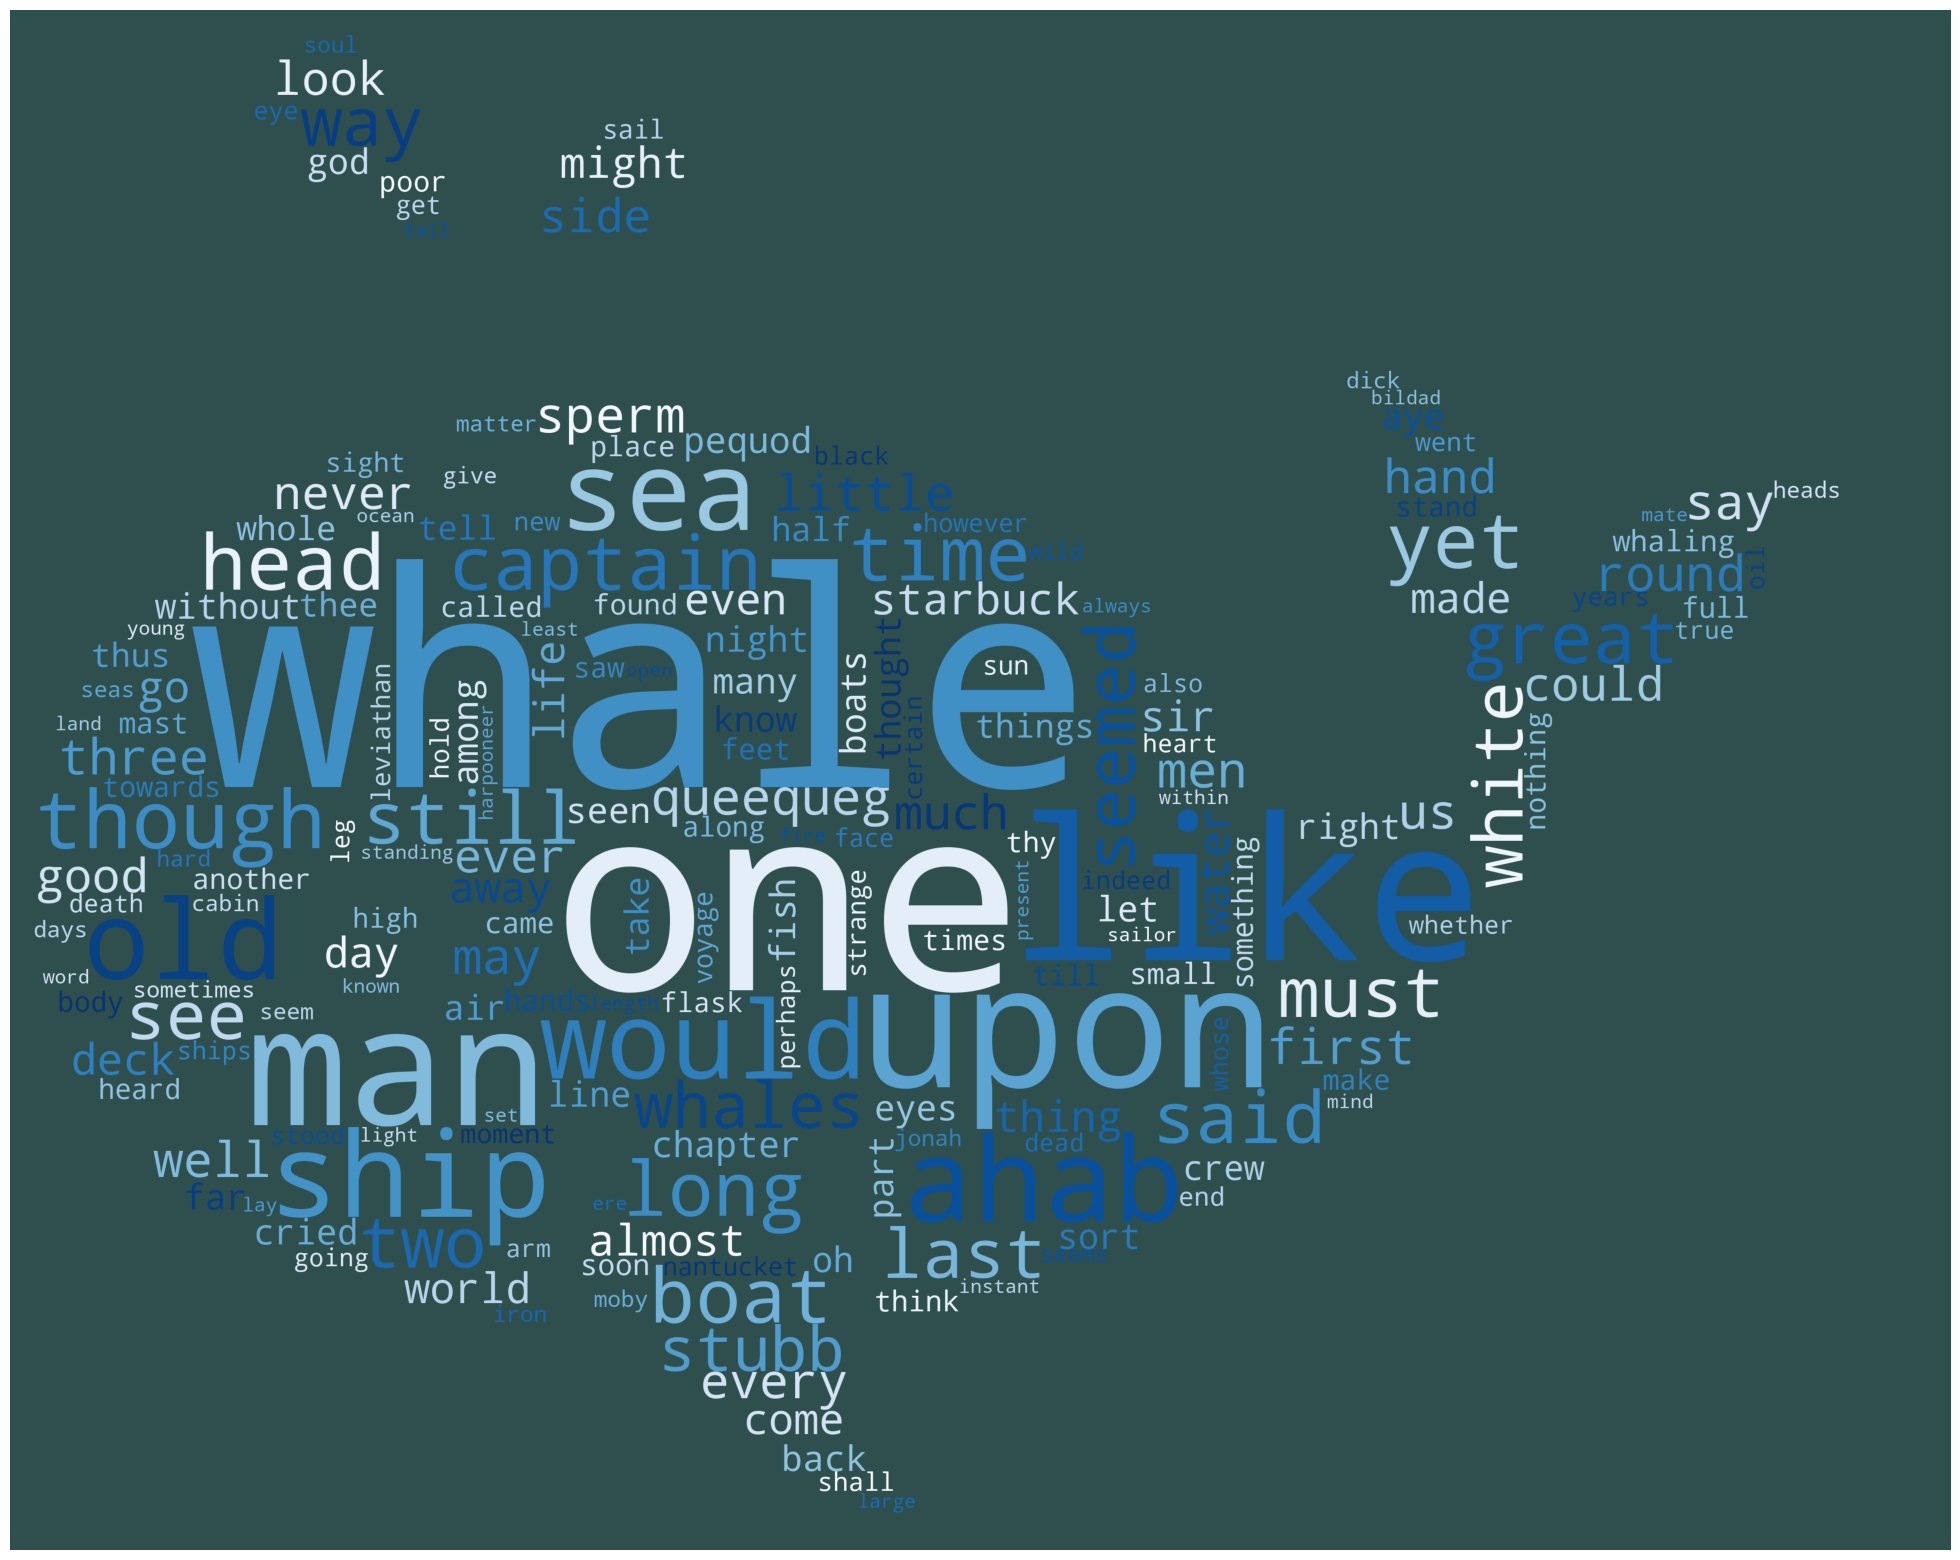 soul
look
eye way
god
poor
get
sail
might
side
dick
bildad
aye
went
hand
stand
yet
made
say heads
mate
whaling
round oil
years full
great true
could
white
nothing
matter sperm
place pequod
black
sight
give
never
sea little
ocean
whole tell new half however
head captain time wild
without thee called found even starbuck always
young least night
whale
thus
saw open
many
sun
seas go
life
thought
seemed
also
leviathan
hold
among
harpooneer
boats
certain
land mast
know
things
sir
three
feet
heart
men
towards
within
though still seen queequeg much
along fire face
thy
right us
leg
standing ever
hard
good another
away
indeed
like
water
something
death cabin
take
voyage
fish
strange
present
let
old
high came
one
times
sailor
whether
days
day may
till small
word
sometimes
known
body
see seem
air hands length flask
perhaps
would upon must
deck ships
man
whose
first
heard
line whales eyes thing
make
mind
set
said
stood light moment
chapter
jonah dead
part
well
ship
long
ahab
crew
far lay
ere
end
cried
two arm
almost
last sort
going
soon nantucket oh
world
moby boat
think instant
iron
stubb
every
come
back
shall
large